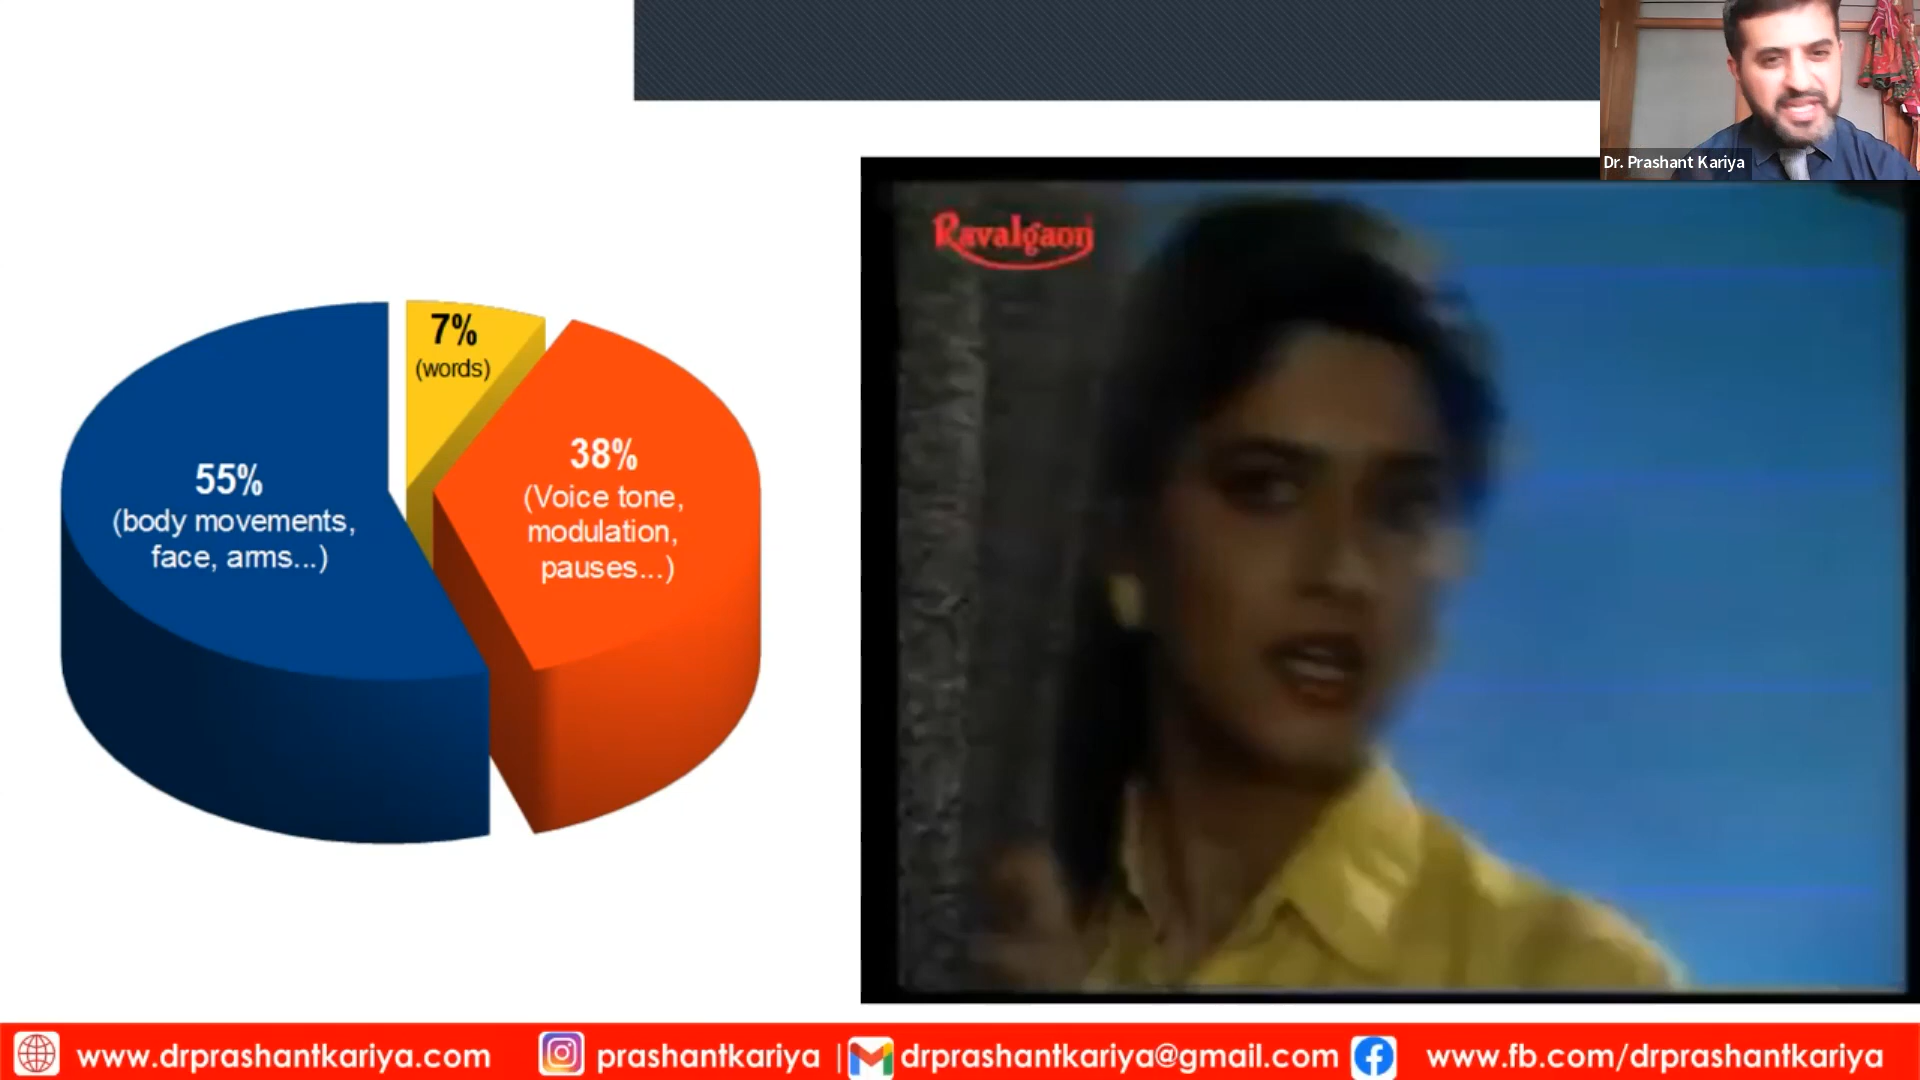 Dr. Prashant Kariya
Ravalgaon
7%
(words)
38%
(Voice tone,
modulation,
pauses...)
55%
(body movements,
face, arms...)
www.drprashantkariya.com
prashantkariya |
drprashantkariya@gmail.com
www.fb.com/drprashantkariya